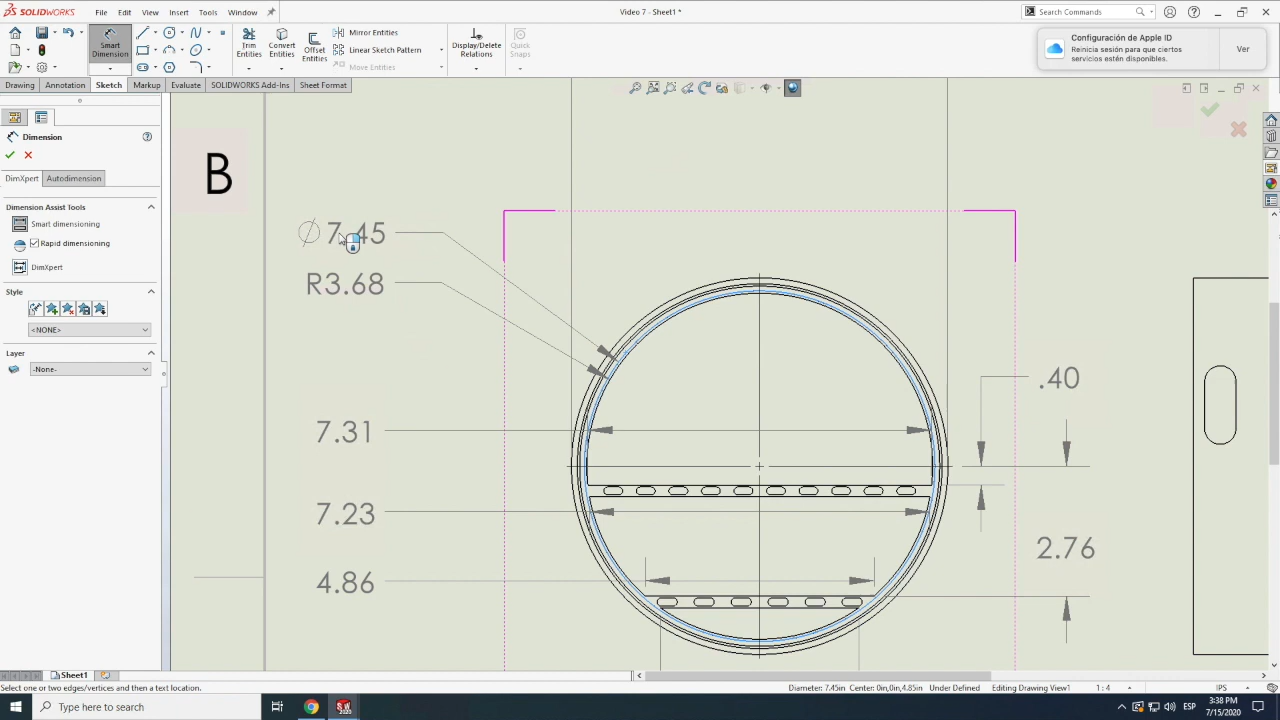 SOLIDWORKS
File
Edit
View
Insert
Tools
Window
Video 7 - Sheet1 *
Search Commands
Smart Dimension
Trim Entities
Convert Entities
Offset Entities
Mirror Entities
Linear Sketch Pattern
Move Entities
Display/Delete Relations
Quick Snaps
Configuración de Apple ID
Reinicia sesión para que ciertos
servicios estén disponibles.
Ver
Drawing
Annotation
Sketch
Markup
Evaluate
SOLIDWORKS Add-Ins
Sheet Format
Dimension
DimXpert
Autodimension
Dimension Assist Tools
Smart dimensioning
Rapid dimensioning
DimXpert
Style
<NONE>
Layer
-None-
B
∅ 7.45
R3.68
7.31
7.23
4.86
.40
2.76
Sheet1
Select one or two edges/vertices and then a text location.
Diameter: 7.45in Center: 0in,0in,4.85in
Under Defined
Editing Drawing View1
1 : 4
IPS
Type here to search
SW
2020
ESP
3:38 PM
7/15/2020